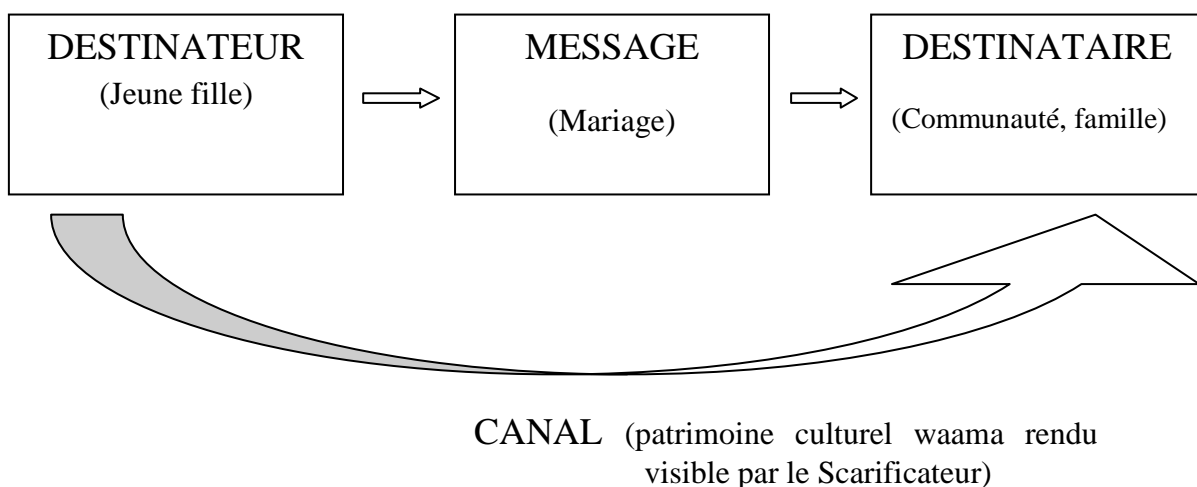 DESTINATEUR
(Jeune fille)
MESSAGE
(Mariage)
DESTINATAIRE
(Communauté, famille)
CANAL (patrimoine culturel waama rendu
visible par le Scarificateur)